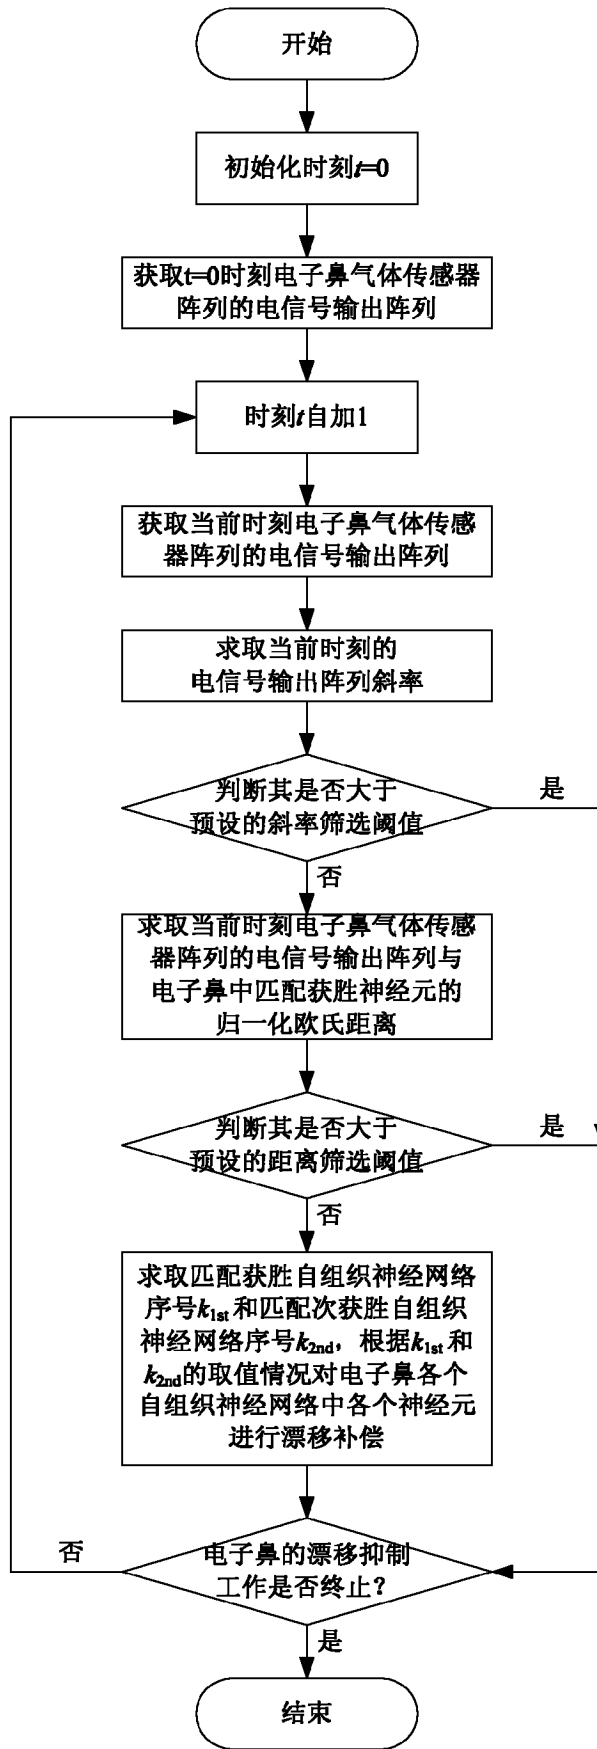 开始
初始化时刻t=0
获取t=0时刻电子鼻气体传感器
阵列的电信号输出阵列
时刻t自加1
获取当前时刻电子鼻气体传感
器阵列的电信号输出阵列
求取当前时刻的
电信号输出阵列斜率
判断其是否大于
预设的斜率筛选阈值
是
否
求取当前时刻电子鼻气体传感
器阵列的电信号输出阵列与
电子鼻中匹配获胜神经元的
归一化欧氏距离
判断其是否大于
预设的距离筛选阈值
是
否
求取匹配获胜自组织神经网络
序号k1st和匹配次获胜自组织
神经网络序号k2nd，根据k1st和
k2nd的取值情况对电子鼻各个
自组织神经网络中各个神经元
进行漂移补偿
电子鼻的漂移抑制
工作是否终止？
否
是
结束